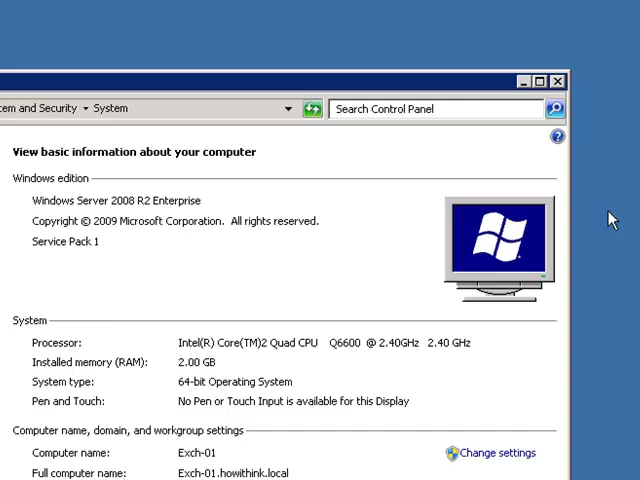 em and Security ▾ System
Search Control Panel
View basic information about your computer
Windows edition
Windows Server 2008 R2 Enterprise
Copyright © 2009 Microsoft Corporation. All rights reserved.
Service Pack 1
System
Processor: Intel(R) Core(TM)2 Quad CPU Q6600 @ 2.40GHz 2.40 GHz
Installed memory (RAM): 2.00 GB
System type: 64-bit Operating System
Pen and Touch: No Pen or Touch Input is available for this Display
Computer name, domain, and workgroup settings
Computer name: Exch-01
Change settings
Full computer name: Exch-01.howithink.local